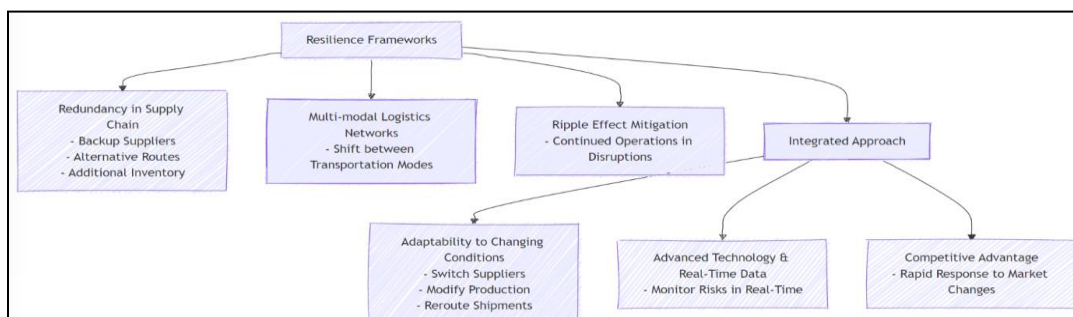 Resilience Frameworks
Redundancy in Supply
Chain
- Backup Suppliers
- Alternative Routes
- Additional Inventory
Multi-modal Logistics
Networks
- Shift between
Transportation Modes
Ripple Effect Mitigation
- Continued Operations in
Disruptions
Integrated Approach
Adaptability to Changing
Conditions
- Switch Suppliers
- Modify Production
- Reroute Shipments
Advanced Technology &
Real-Time Data
- Monitor Risks in Real-Time
Competitive Advantage
- Rapid Response to Market
Changes